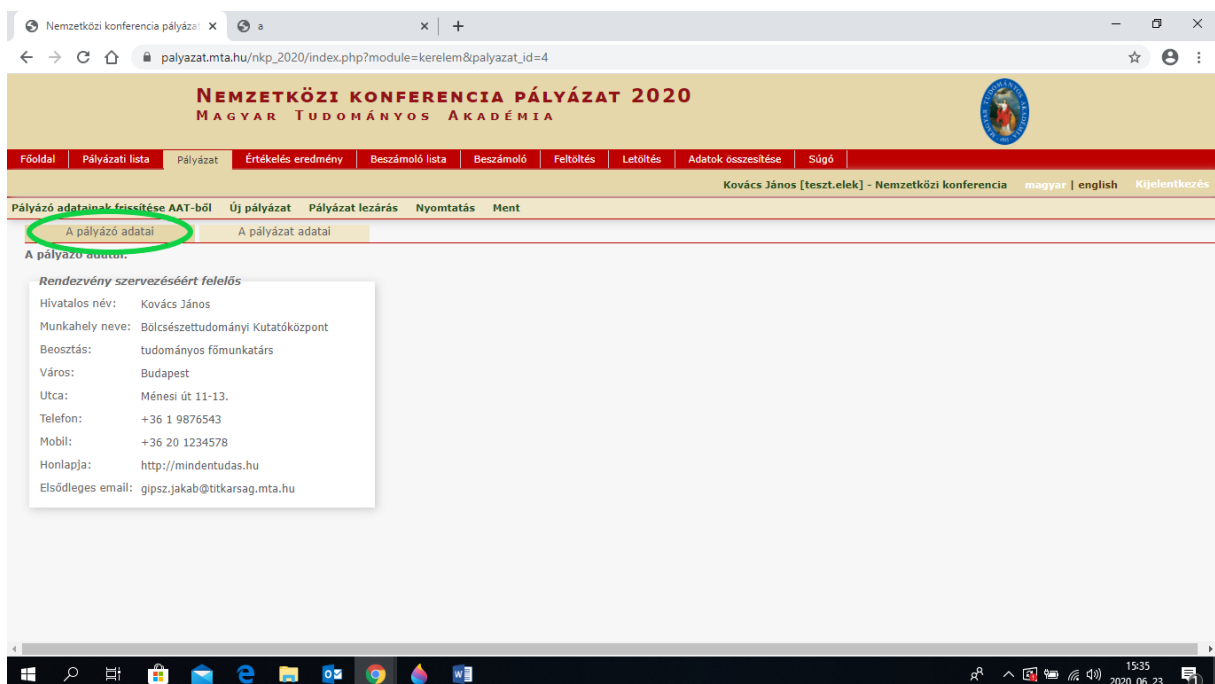 Nemzetközi konferencia pályázat
a
palyazat.mta.hu/nkp_2020/index.php?module=kerelem&palyazat_id=4
Nemzetközi konferencia pályázat 2020
Magyar Tudományos Akadémia
Főoldal Pályázati lista Pályázat Értékelés eredmény Beszámoló lista Beszámoló Feltöltés Letöltés Adatok összesítése Súgó
Kovács János [teszt.elek] - Nemzetközi konferencia magyar | english Kijelentkezés
Pályázó adatainak frissítése AAT-ből Új pályázat Pályázat lezárás Nyomtatás Ment
A pályázó adatai A pályázat adatai
A pályázó adatai:
Rendezvény szervezéséért felelős
Hivatalos név: Kovács János
Munkahely neve: Bölcsészettudományi Kutatóközpont
Beosztás: tudományos főmunkatárs
Város: Budapest
Utca: Ménesi út 11-13.
Telefon: +36 1 9876543
Mobil: +36 20 1234578
Honlapja: http://mindentudas.hu
Elsődleges email: gipsz.jakab@titkarsag.mta.hu
15:35
2020. 06. 23.